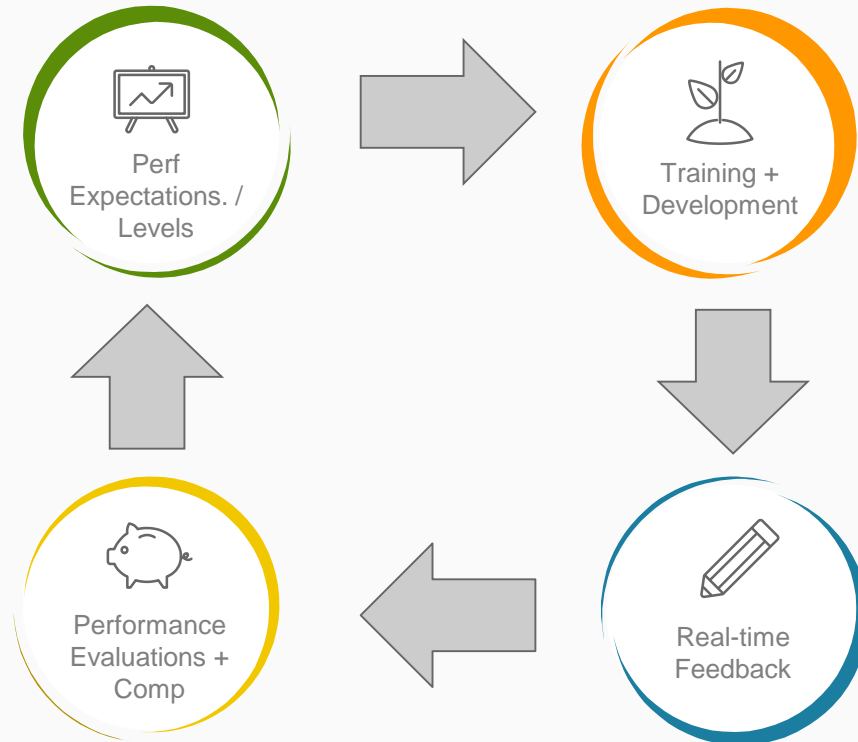 Perf
Expectations. /
Levels
Training +
Development
Performance
Evaluations +
Comp
Real-time
Feedback